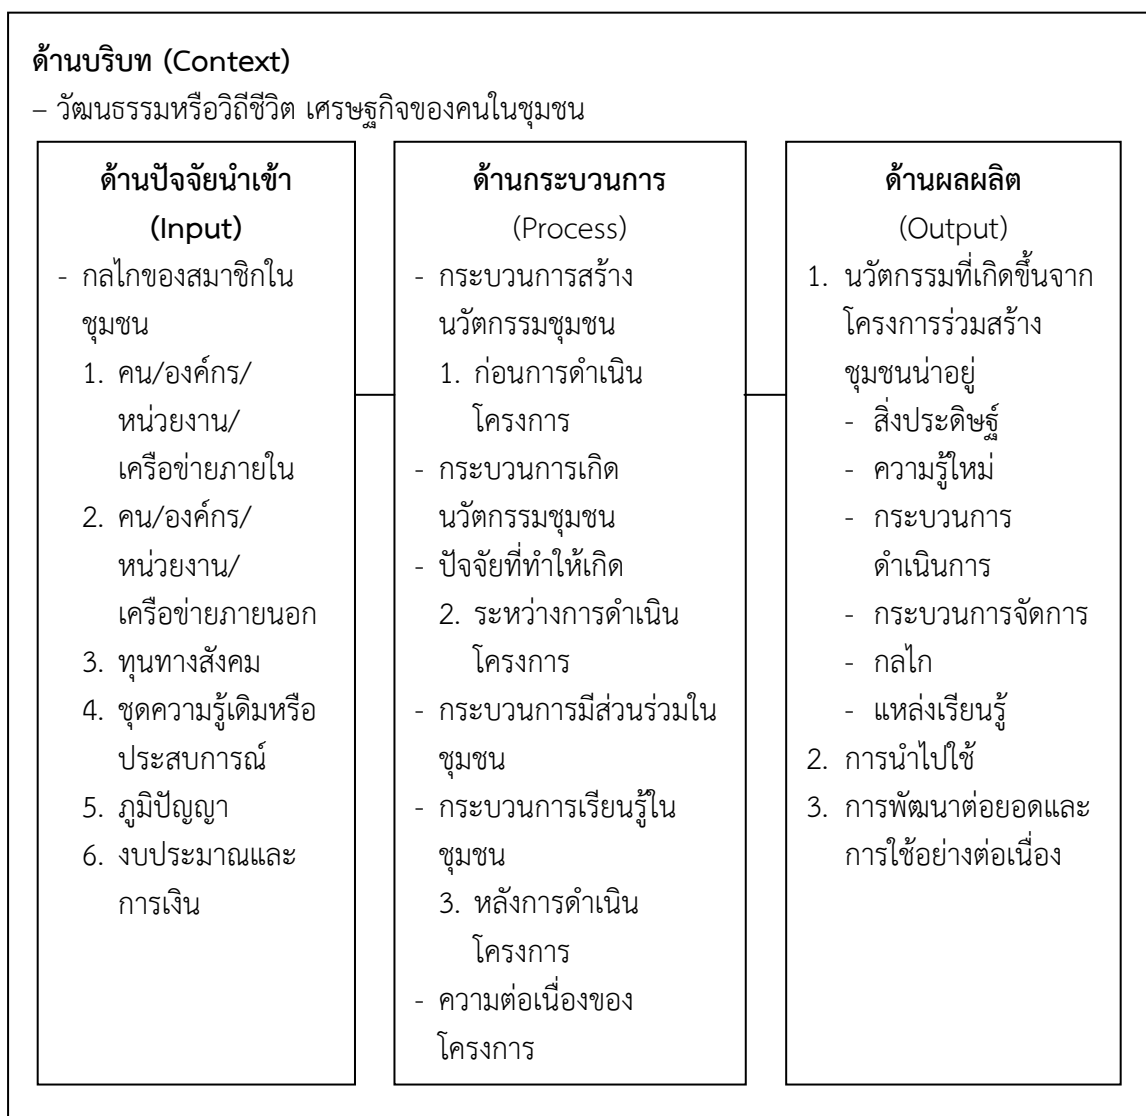 ด้านบริบท (Context)
– วัฒนธรรมหรือวิถีชีวิต เศรษฐกิจของคนในชุมชน
ด้านปัจจัยนำเข้า
(Input)
- กลไกของสมาชิกใน
ชุมชน
1. คน/องค์กร/
หน่วยงาน/
เครือข่ายภายใน
2. คน/องค์กร/
หน่วยงาน/
เครือข่ายภายนอก
3. ทุนทางสังคม
4. ชุดความรู้เดิมหรือ
ประสบการณ์
5. ภูมิปัญญา
6. งบประมาณและ
การเงิน
ด้านกระบวนการ
(Process)
- กระบวนการสร้าง
นวัตกรรมชุมชน
1. ก่อนการดำเนิน
โครงการ
- กระบวนการเกิด
นวัตกรรมชุมชน
- ปัจจัยที่ทำให้เกิด
2. ระหว่างการดำเนิน
โครงการ
- กระบวนการมีส่วนร่วมใน
ชุมชน
- กระบวนการเรียนรู้ใน
ชุมชน
3. หลังการดำเนิน
โครงการ
- ความต่อเนื่องของ
โครงการ
ด้านผลผลิต
(Output)
1. นวัตกรรมที่เกิดขึ้นจาก
โครงการร่วมสร้าง
ชุมชนน่าอยู่
- สิ่งประดิษฐ์
- ความรู้ใหม่
- กระบวนการ
ดำเนินการ
- กระบวนการจัดการ
- กลไก
- แหล่งเรียนรู้
2. การนำไปใช้
3. การพัฒนาต่อยอดและ
การใช้อย่างต่อเนื่อง